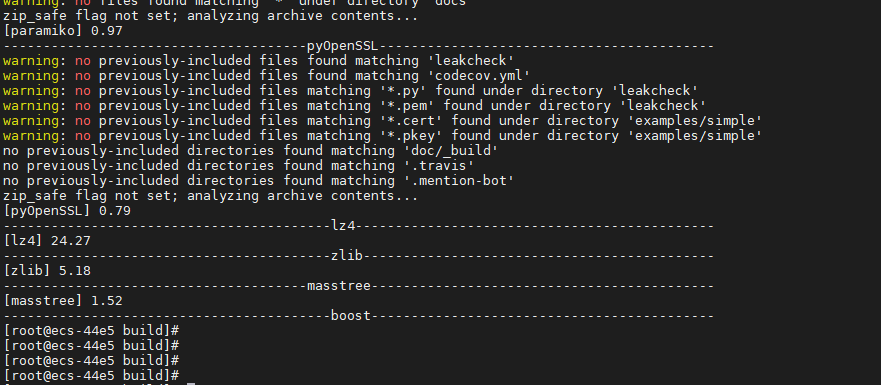 warning: no files found matching '*' under directory 'docs'
zip_safe flag not set; analyzing archive contents...
[paramiko] 0.97
--------------------------------------pyOpenSSL------------------------------------------
warning: no previously-included files found matching 'leakcheck'
warning: no previously-included files found matching 'codecov.yml'
warning: no previously-included files matching '*.py' found under directory 'leakcheck'
warning: no previously-included files matching '*.pem' found under directory 'leakcheck'
warning: no previously-included files matching '*.cert' found under directory 'examples/simple'
warning: no previously-included files matching '*.pkey' found under directory 'examples/simple'
no previously-included directories found matching 'doc/_build'
no previously-included directories found matching '.travis'
no previously-included directories found matching '.mention-bot'
zip_safe flag not set; analyzing archive contents...
[pyOpenSSL] 0.79
-----------------------------------------lz4---------------------------------------------
[lz4] 24.27
-----------------------------------------zlib--------------------------------------------
[zlib] 5.18
--------------------------------------masstree-------------------------------------------
[masstree] 1.52
-----------------------------------------boost-------------------------------------------
[root@ecs-44e5 build]#
[root@ecs-44e5 build]#
[root@ecs-44e5 build]#
[root@ecs-44e5 build]#